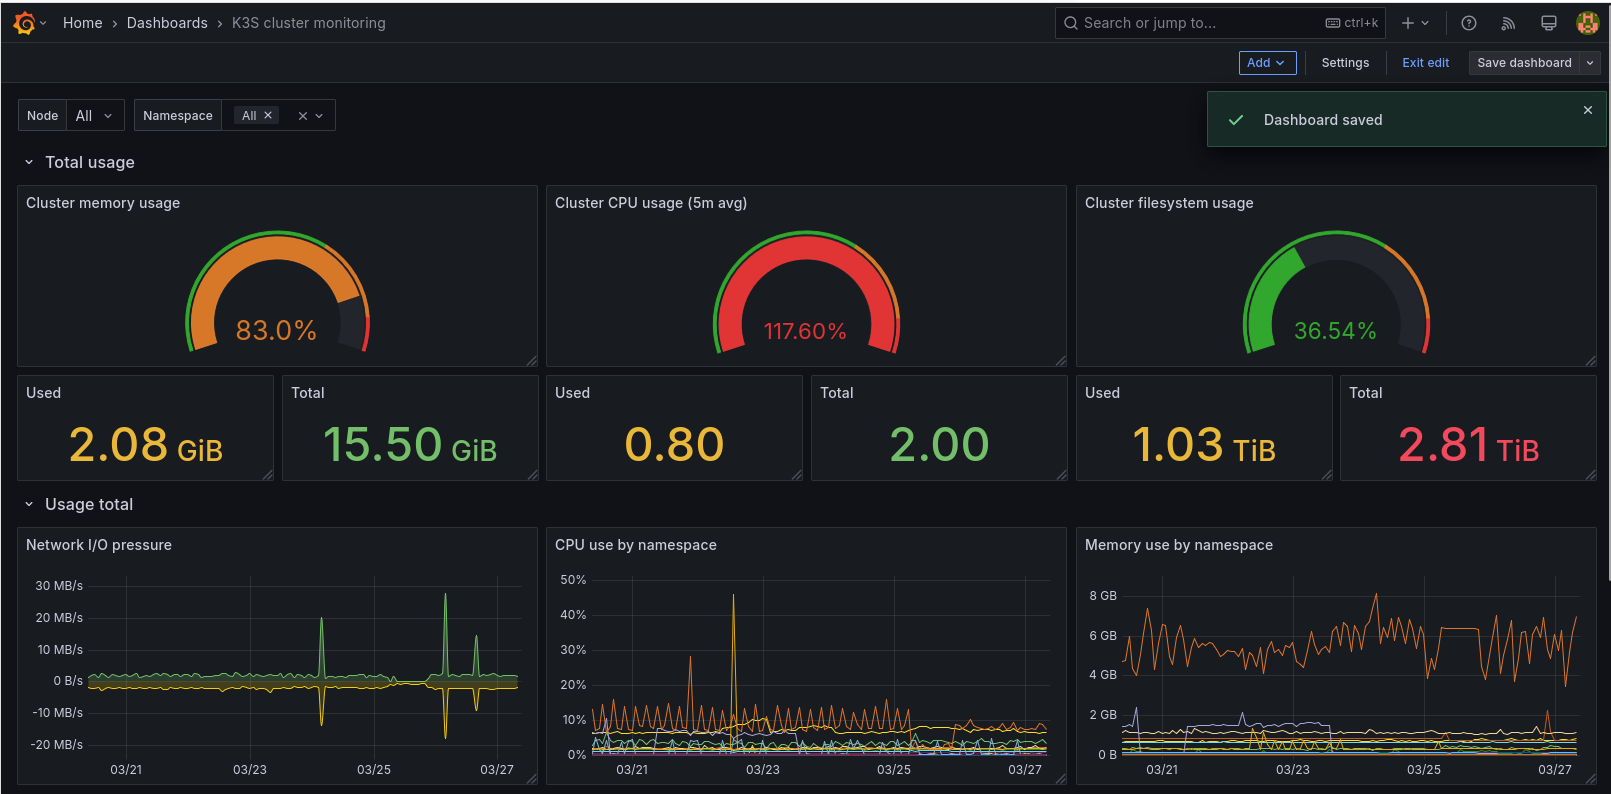 Home › Dashboards › K3S cluster monitoring
Search or jump to... ctrl+k
Add Settings Exit edit Save dashboard
Node All Namespace All
Dashboard saved
Total usage
Cluster memory usage
83.0%
Cluster CPU usage (5m avg)
117.60%
Cluster filesystem usage
36.54%
Used
2.08 GiB
Total
15.50 GiB
Used
0.80
Total
2.00
Used
1.03 TiB
Total
2.81 TiB
Usage total
Network I/O pressure
30 MB/s
20 MB/s
10 MB/s
0 B/s
-10 MB/s
-20 MB/s
03/21 03/23 03/25 03/27
CPU use by namespace
50%
40%
30%
20%
10%
0%
03/21 03/23 03/25 03/27
Memory use by namespace
8 GB
6 GB
4 GB
2 GB
0 B
03/21 03/23 03/25 03/27